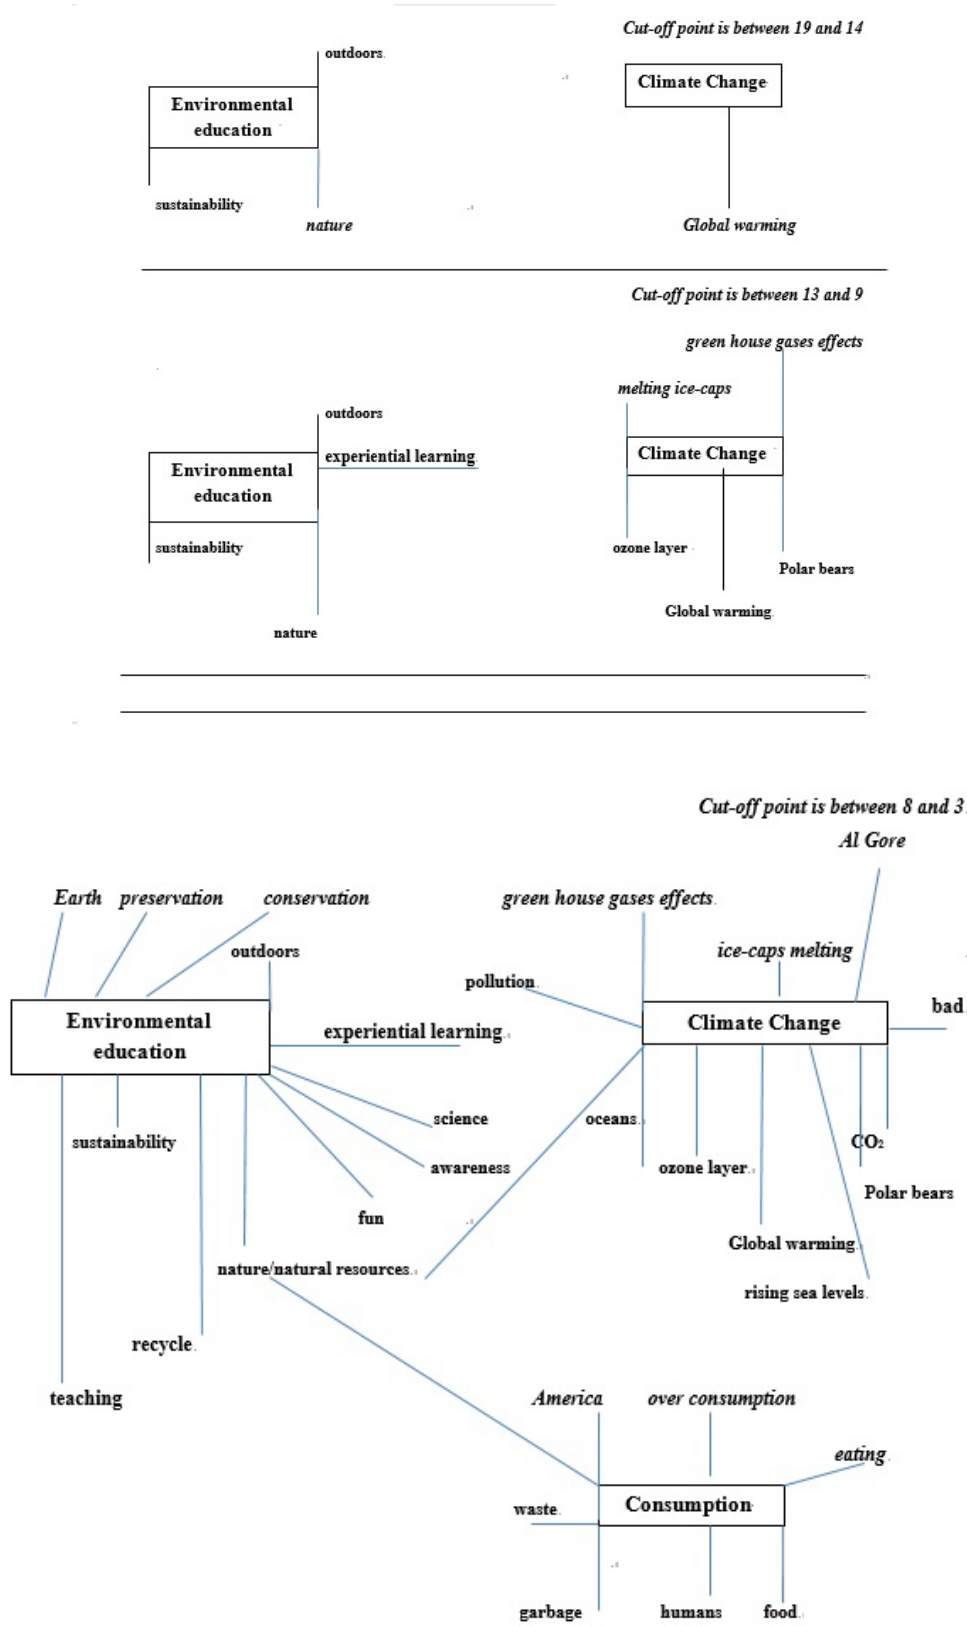 Cut-off point is between 19 and 14
outdoors
Climate Change
Environmental
education
sustainability
nature
Global warming
Cut-off point is between 13 and 9
green house gases effects
melting ice-caps
outdoors
experiential learning
Climate Change
Environmental
education
sustainability
ozone layer
Polar bears
Global warming
nature
Cut-off point is between 8 and 3
Al Gore
Earth preservation conservation
green house gases effects
outdoors
ice-caps melting
pollution
bad
Environmental
education
Climate Change
experiential learning
science
oceans
sustainability
CO₂
awareness
ozone layer
Polar bears
fun
Global warming
nature/natural resources
rising sea levels
recycle
teaching
America
over consumption
eating
waste
Consumption
garbage
humans
food